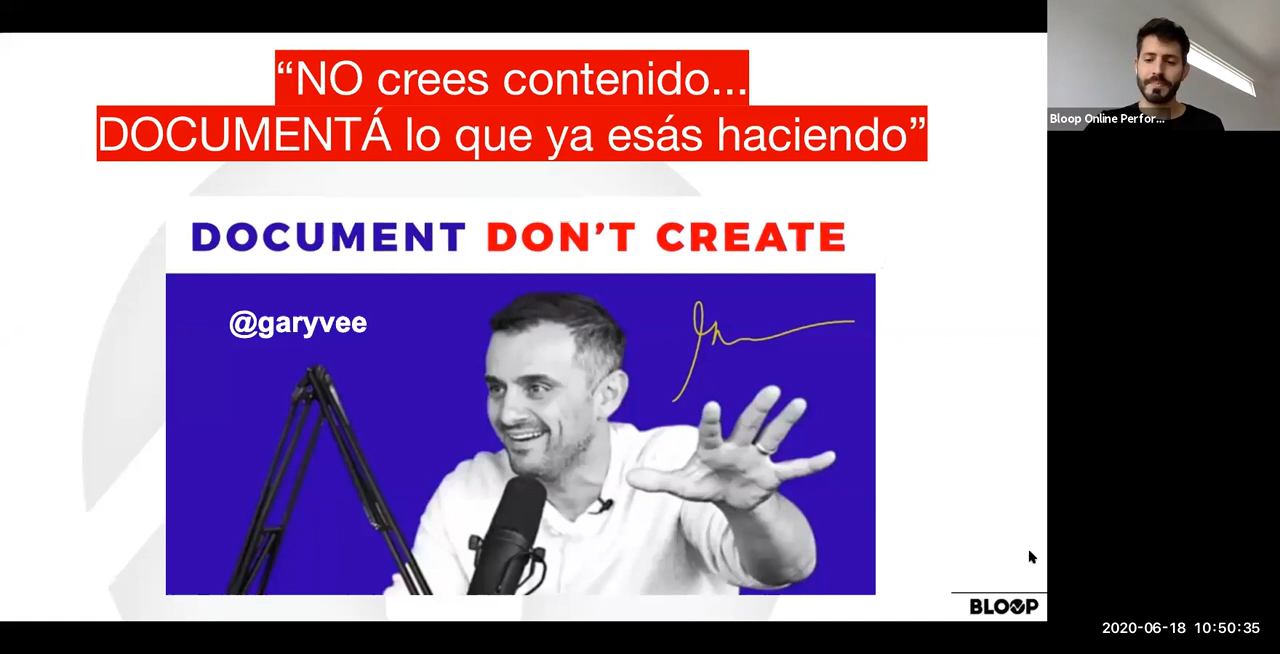 “NO crees contenido...
DOCUMENTÁ lo que ya esás haciendo”
DOCUMENT DON’T CREATE
@garyvee
Bloop Online Perfor...
BLOOP
2020-06-18 10:50:35